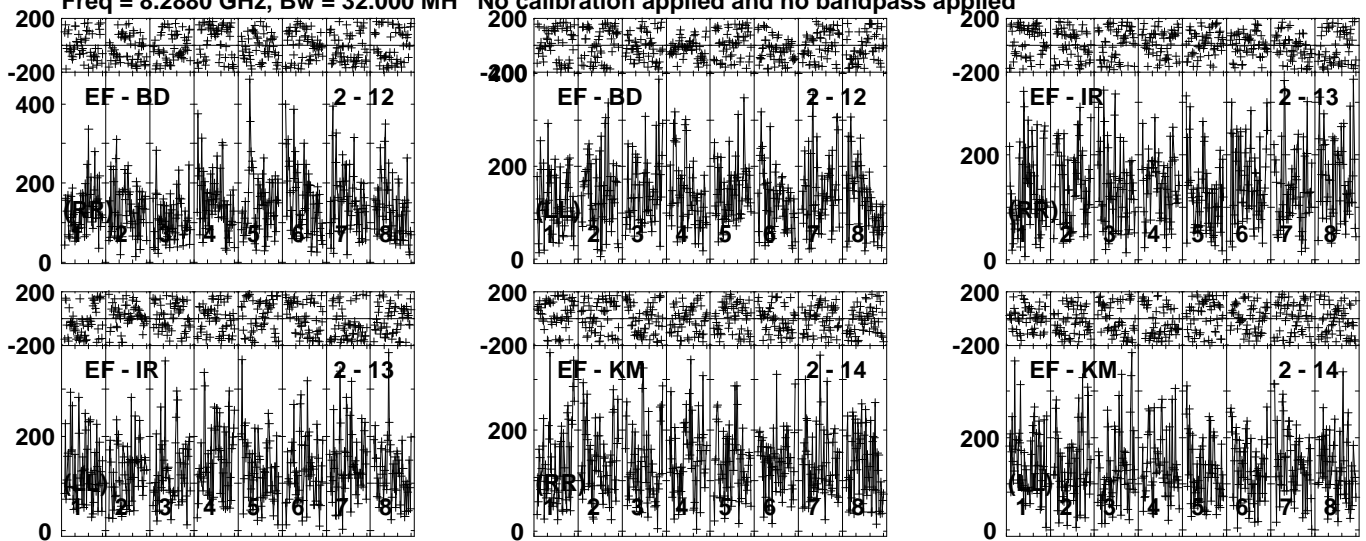 Freq = 8.2880 GHz, Bw = 32.000 MH No calibration applied and no bandpass applied
200 200 200
-200 -200 -200
400
EF - BD 2 - 12 EF - BD 2 - 12 EF - IR 2 - 13
400
200 200 200
(RR) (LL) (RR)
1 2 3 4 5 6 7 8 1 2 3 4 5 6 7 8 1 2 3 4 5 6 7 8
0 0 0
200 200 200
-200 -200 -200
EF - IR 2 - 13 EF - KM 2 - 14 EF - KM 2 - 14
200 200 200
(LL) (RR) (LL)
1 2 3 4 5 6 7 8 1 2 3 4 5 6 7 8 1 2 3 4 5 6 7 8
0 0 0